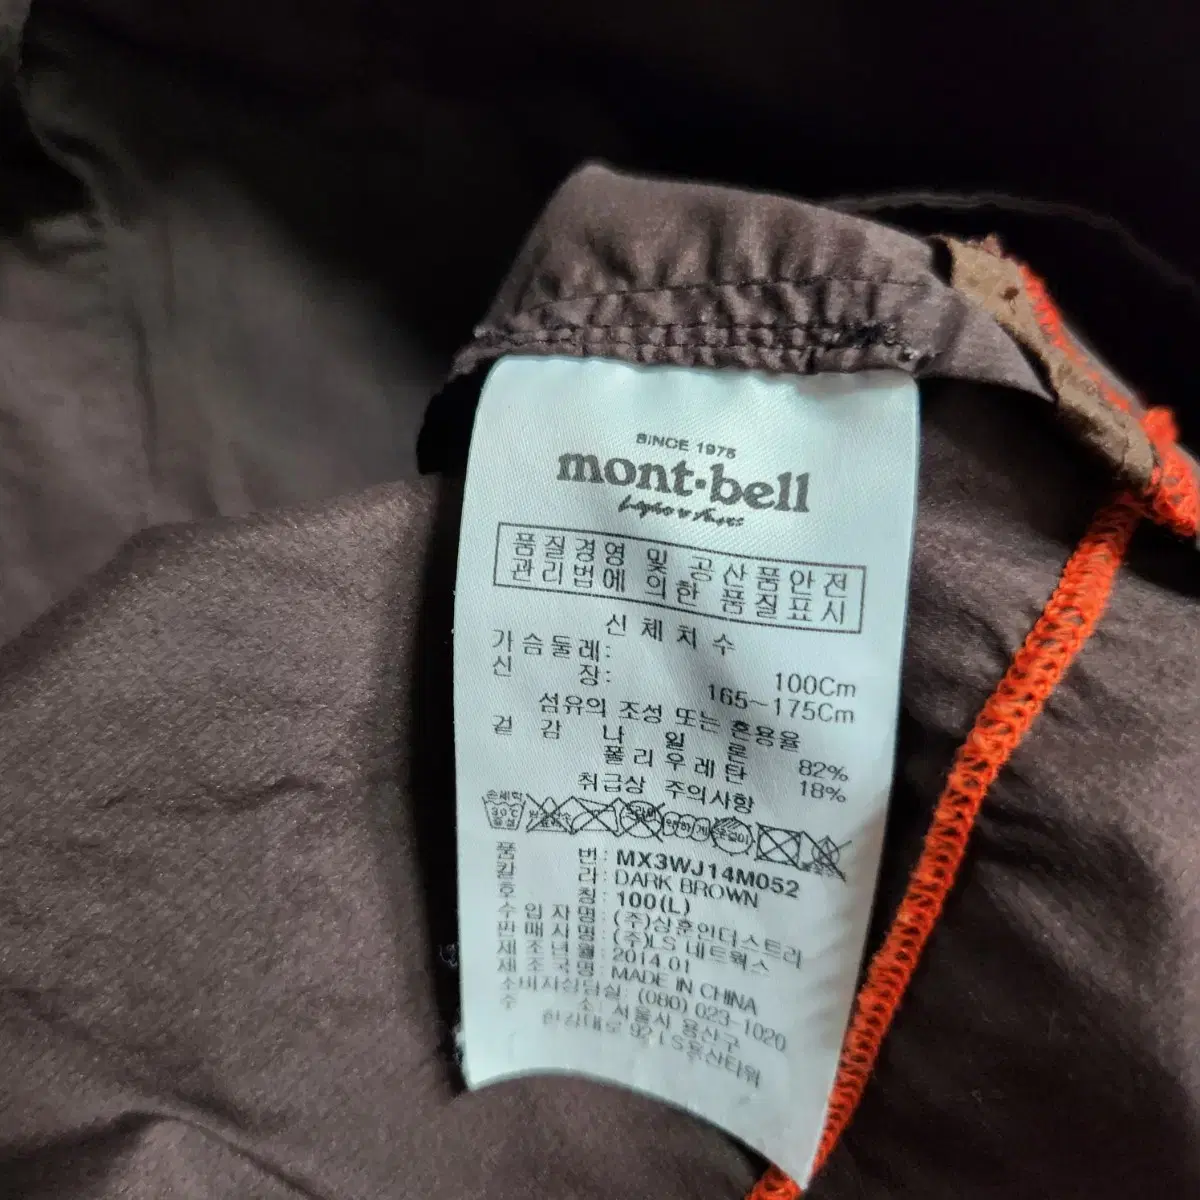 SINCE 1975
mont·bell
품질경영 및 공산품안전
관리법에 의한 품질표시
신체치수
가슴둘레: 100Cm
신장: 165~175Cm
섬유의 조성 또는 혼용율
겉감 나일론 82%
폴리우레탄 18%
취급상 주의사항
손세탁
30℃
품번: MX3WJ14M052
칼라: DARK BROWN
호칭: 100(L)
수입자명: (주)상훈인더스트리
판매자명: (주)LS 네트웍스
제조년월: 2014.01
제조국명: MADE IN CHINA
소비자상담실: (080) 023-1020
주소: 서울시 용산구
한강대로 92 LS용산타워